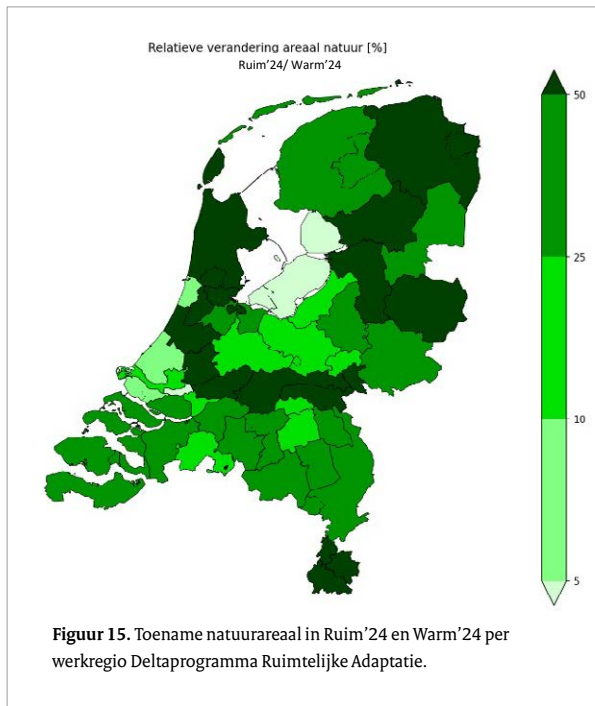 Relatieve verandering areaal natuur [%]
Ruim'24/ Warm'24
50
25
10
5
Figuur 15. Toename natuurareaal in Ruim'24 en Warm'24 per
werkregio Deltaprogramma Ruimtelijke Adaptatie.